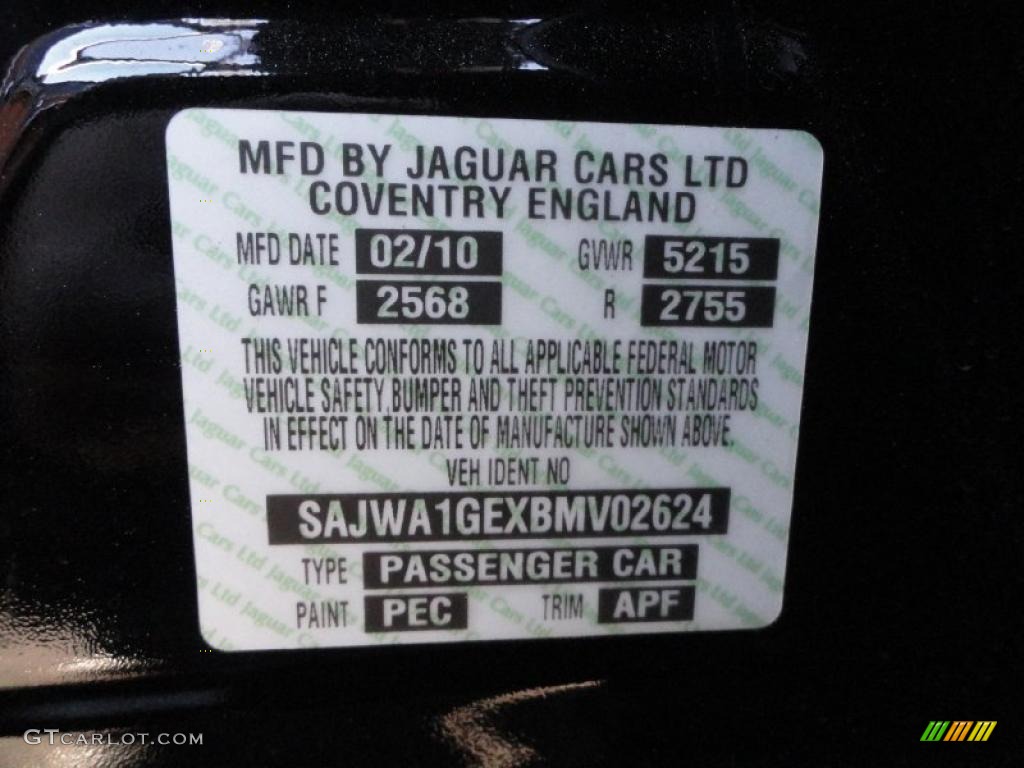 MFD BY JAGUAR CARS LTD
COVENTRY ENGLAND
MFD DATE 02/10 GVWR 5215
GAWR F 2568 R 2755
THIS VEHICLE CONFORMS TO ALL APPLICABLE FEDERAL MOTOR
VEHICLE SAFETY, BUMPER AND THEFT PREVENTION STANDARDS
IN EFFECT ON THE DATE OF MANUFACTURE SHOWN ABOVE.
VEH IDENT NO
SAJWA1GEXBMV02624
TYPE PASSENGER CAR
PAINT PEC TRIM APF
GTCARLOT.COM